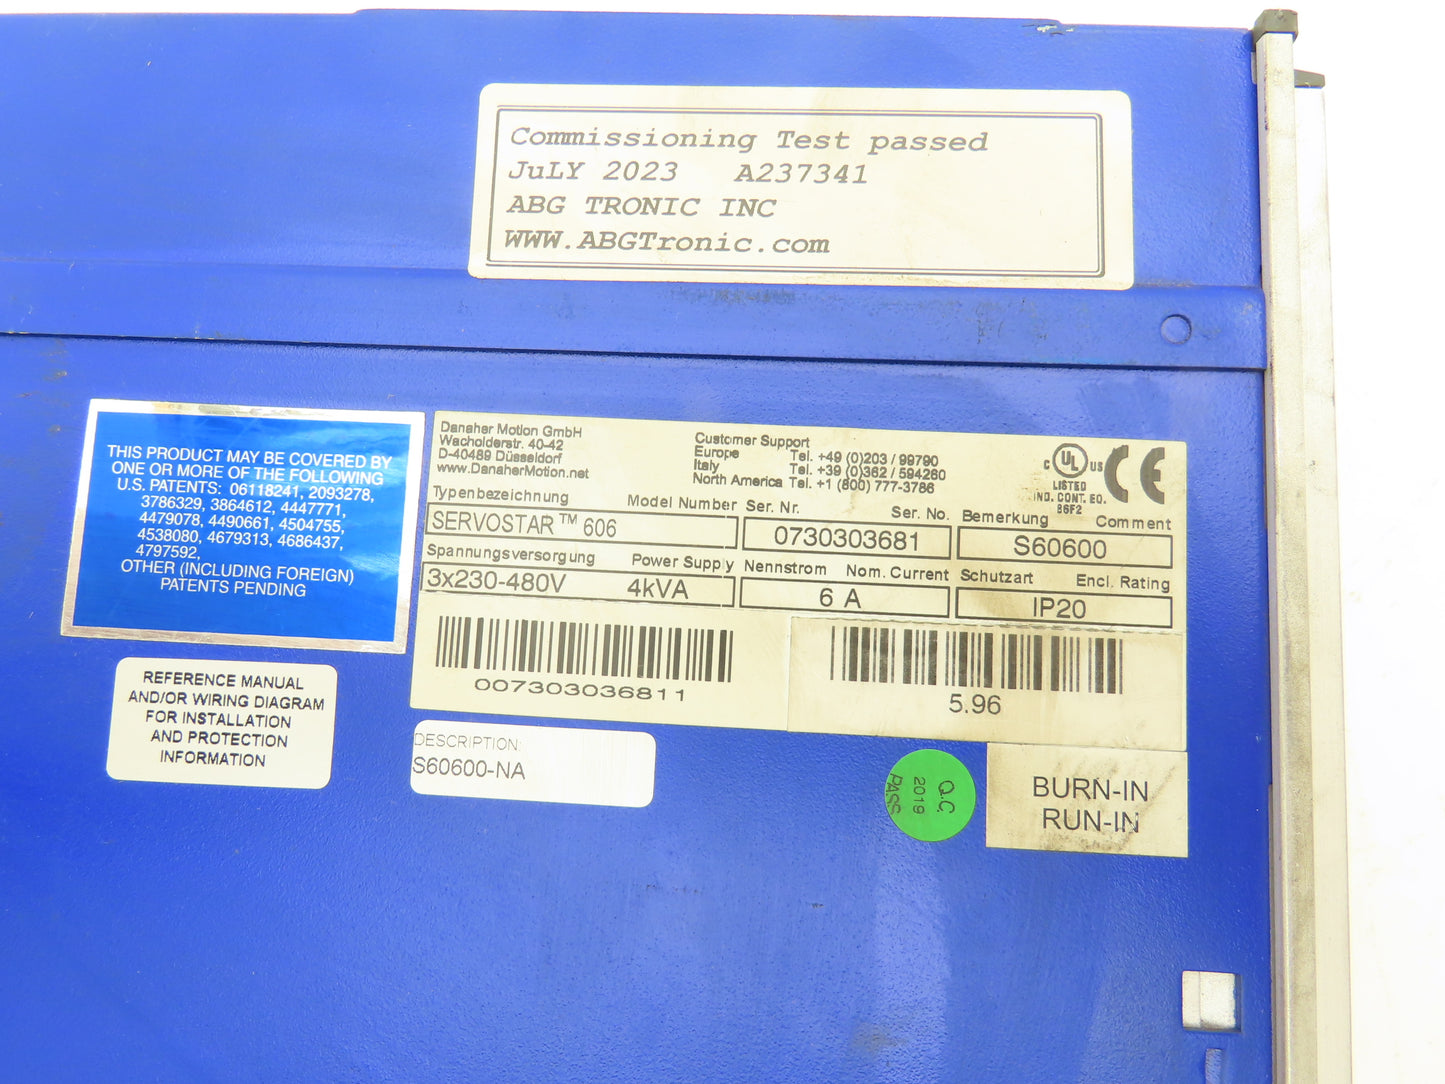 Commissioning Test passed
JuLY 2023 A237341
ABG TRONIC INC
WWW.ABGTronic.com
THIS PRODUCT MAY BE COVERED BY
ONE OR MORE OF THE FOLLOWING
U.S. PATENTS: 06118241, 2093278,
3786329, 3864612, 4447771,
4479078, 4490661, 4504755,
4538080, 4679313, 4686437,
4797592,
OTHER (INCLUDING FOREIGN)
PATENTS PENDING
Danaher Motion GmbH
Wacholderstr. 40-42
D-40489 Düsseldorf
www.DanaherMotion.net
Customer Support
Europe Tel. +49 (0)203 / 99790
Italy Tel. +39 (0)362 / 594260
North America Tel. +1 (800) 777-3786
C UL US
LISTED
IND. CONT. EQ.
86F2
CE
Typenbezeichnung Model Number Ser. Nr. Ser. No. Bemerkung Comment
SERVOSTAR™ 606 0730303681 S60600
Spannungsversorgung Power Supply Nennstrom Nom. Current Schutzart Encl. Rating
3x230-480V 4kVA 6 A IP20
007303036811
5.96
REFERENCE MANUAL
AND/OR WIRING DIAGRAM
FOR INSTALLATION
AND PROTECTION
INFORMATION
DESCRIPTION:
S60600-NA
Q.C
2019
PASS
BURN-IN
RUN-IN